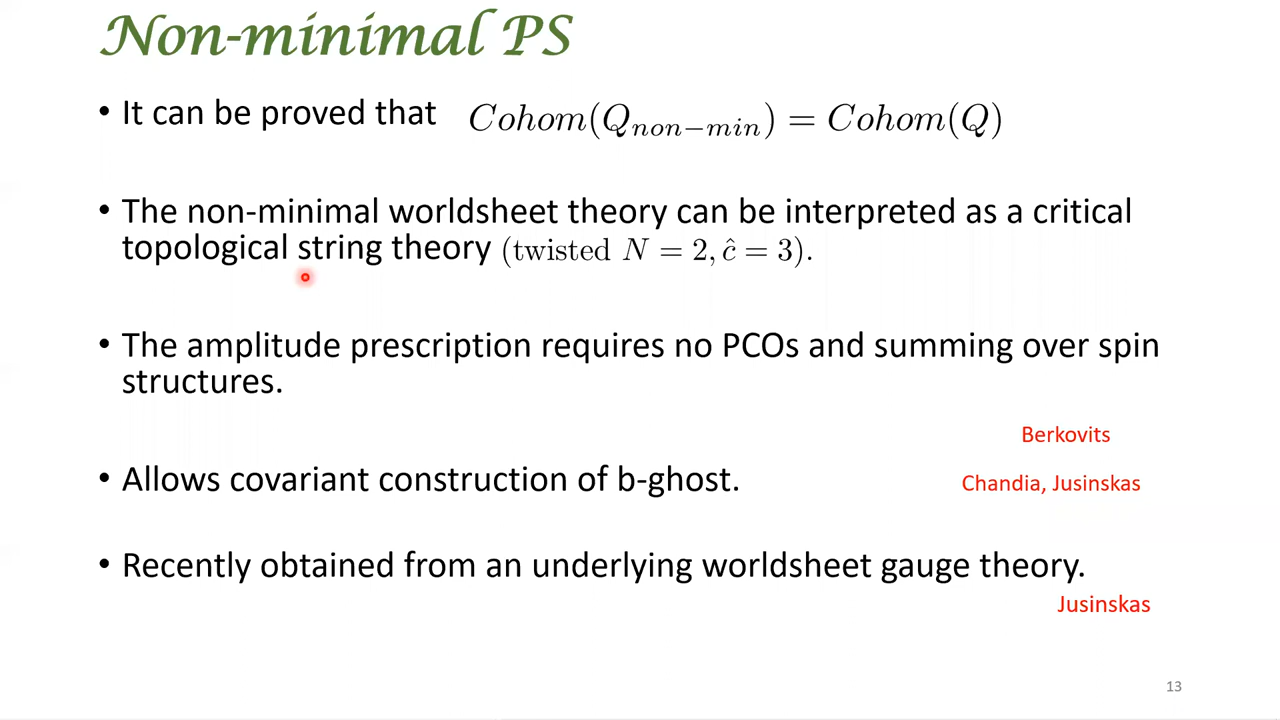 Non-minimal PS
• It can be proved that Cohom(Q_{non-min}) = Cohom(Q)
• The non-minimal worldsheet theory can be interpreted as a critical
topological string theory (twisted N = 2, ĉ = 3).
• The amplitude prescription requires no PCOs and summing over spin
structures.
Berkovits
• Allows covariant construction of b-ghost.
Chandia, Jusinskas
• Recently obtained from an underlying worldsheet gauge theory.
Jusinskas
13